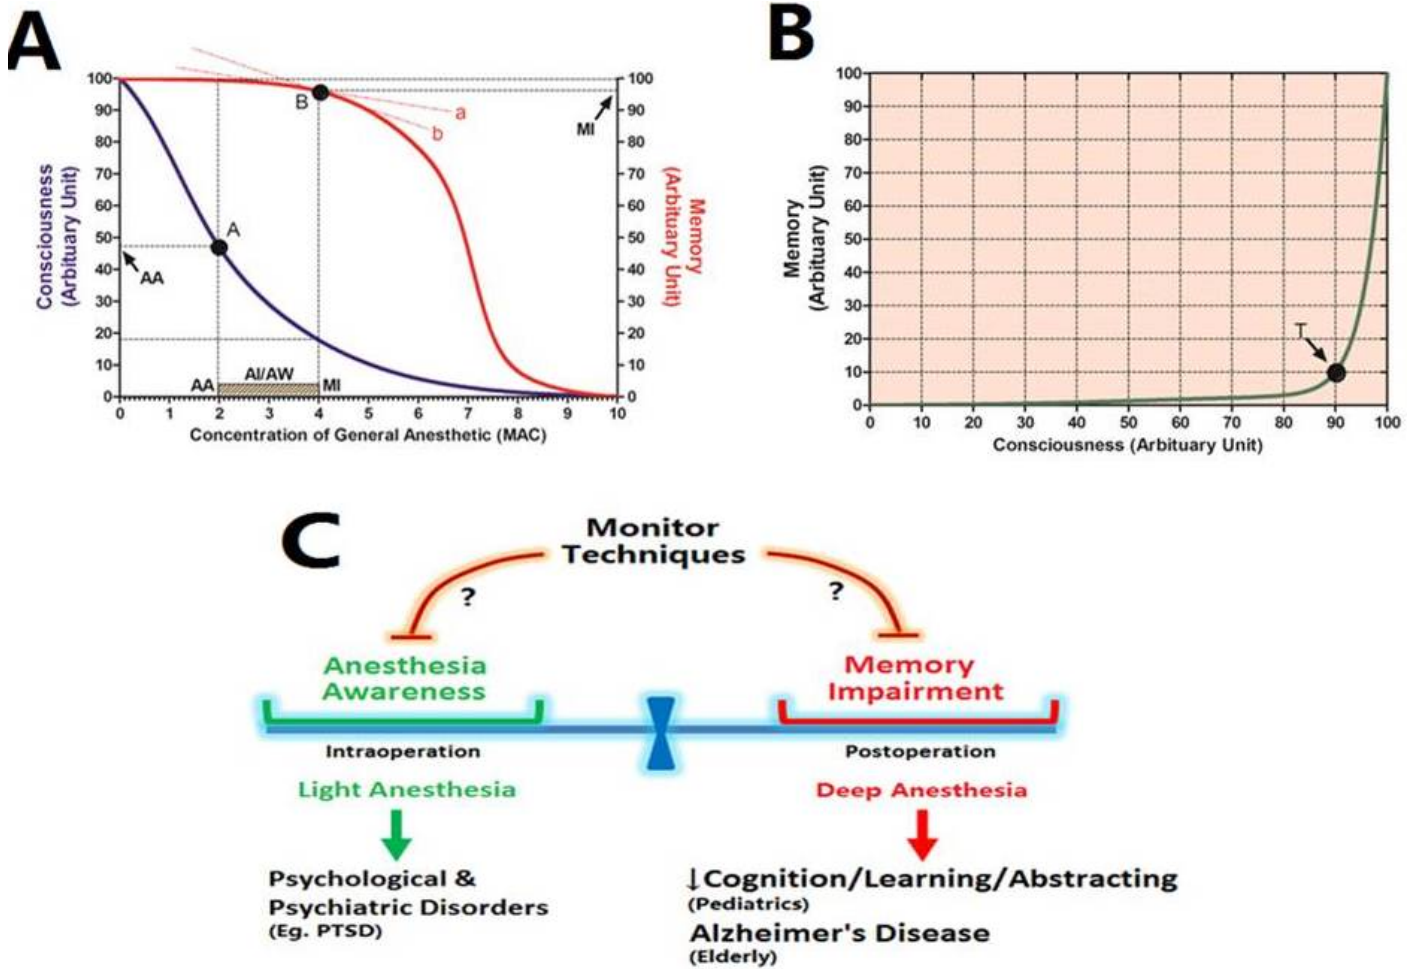 A
100
90
80
70
60
50
40
30
20
10
0
Consciousness
(Arbituary Unit)
AA
A
B
a
b
MI
AA
AI/AW
MI
0 1 2 3 4 5 6 7 8 9 10
Concentration of General Anesthetic (MAC)
100
90
80
70
60
50
40
30
20
10
0
Memory
(Arbituary Unit)
B
100
90
80
70
60
50
40
30
20
10
0
Memory
(Arbituary Unit)
T
0 10 20 30 40 50 60 70 80 90 100
Consciousness (Arbituary Unit)
C
Monitor
Techniques
?
?
Anesthesia
Awareness
Memory
Impairment
Intraoperation
Postoperation
Light Anesthesia
Deep Anesthesia
Psychological &
Psychiatric Disorders
(Eg. PTSD)
↓Cognition/Learning/Abstracting
(Pediatrics)
Alzheimer's Disease
(Elderly)